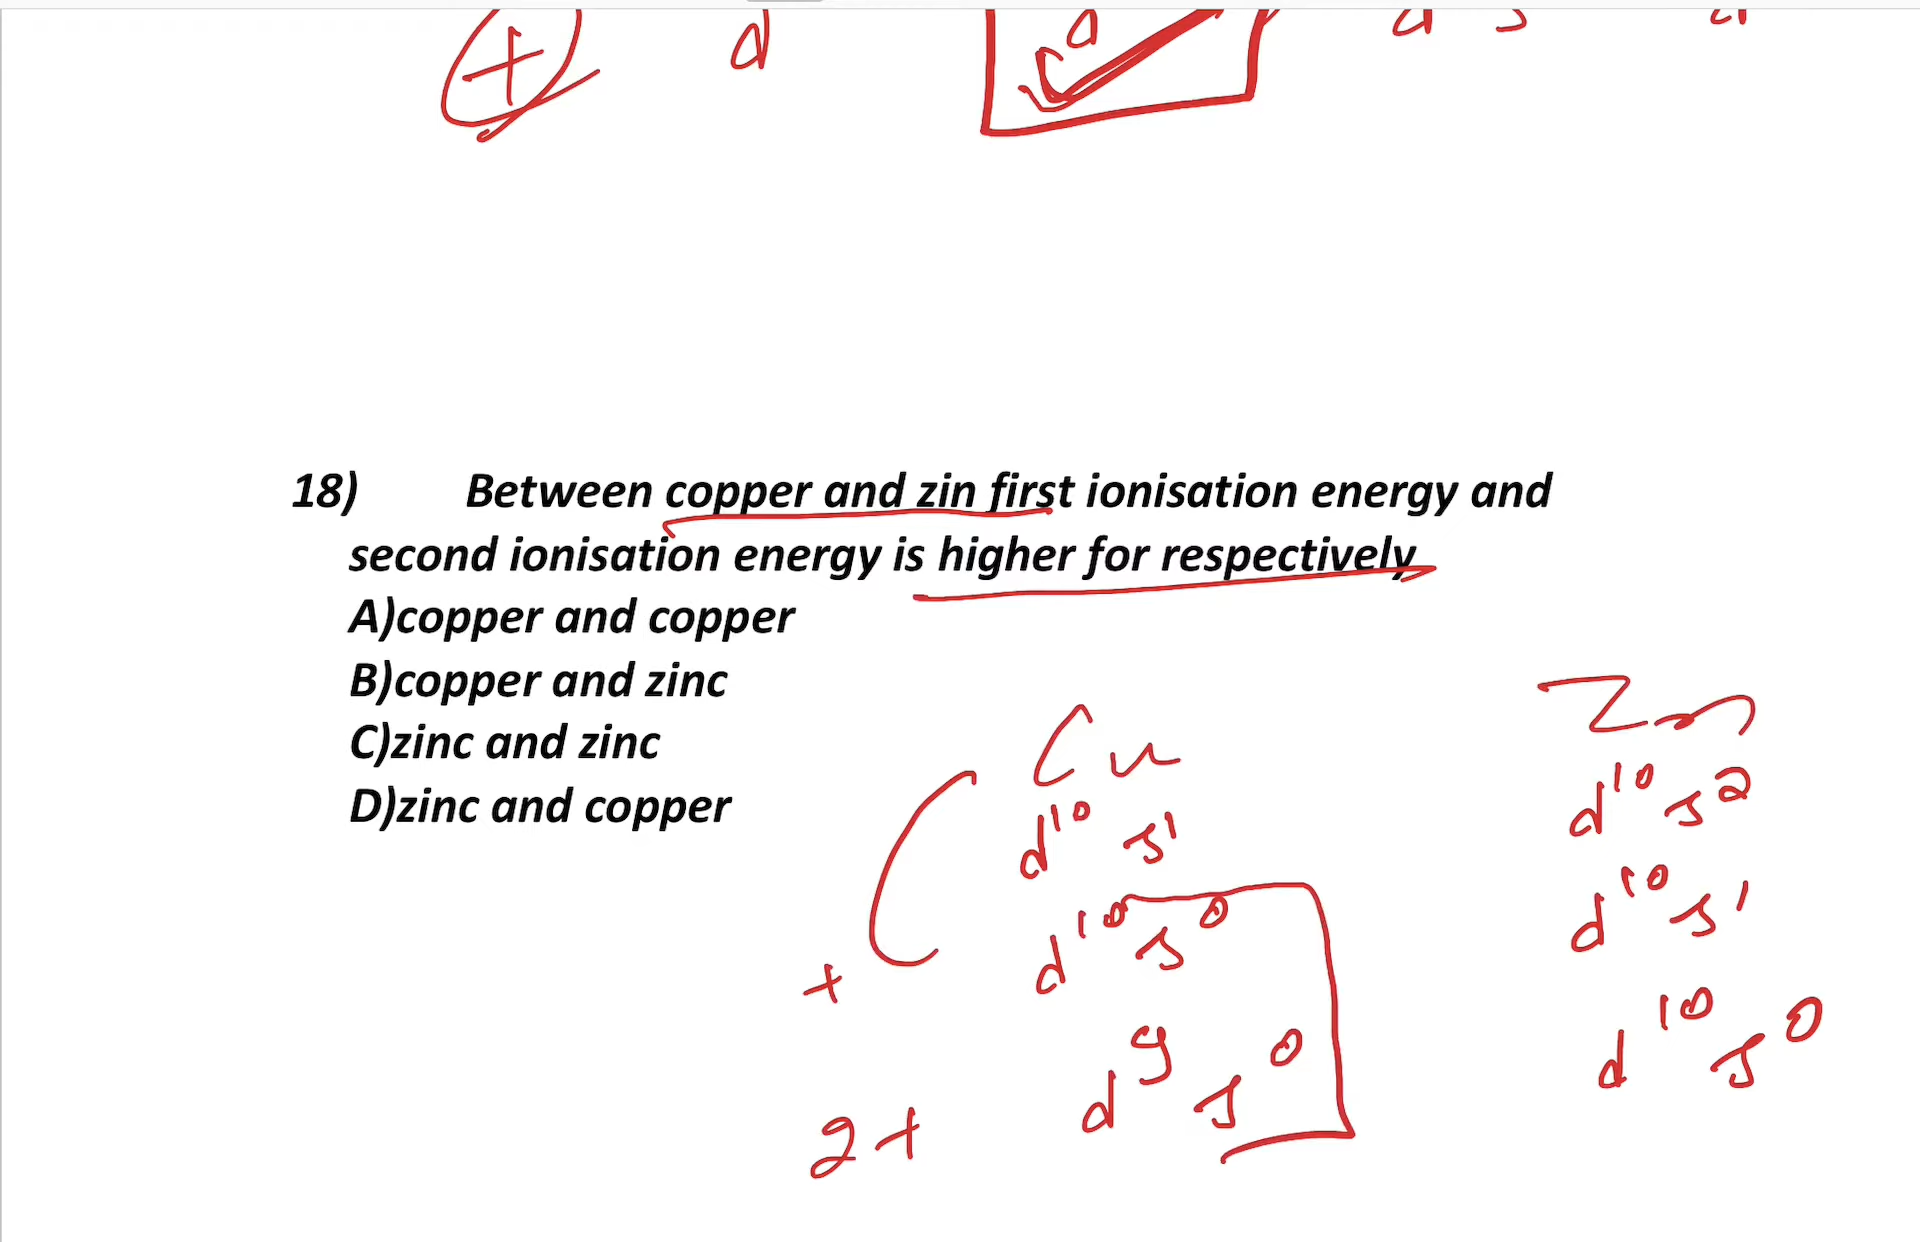 + d d d s d
18) Between copper and zin first ionisation energy and
second ionisation energy is higher for respectively
A)copper and copper
B)copper and zinc
C)zinc and zinc
D)zinc and copper
Cu Zn
d¹⁰ s¹ d¹⁰ s²
+ d¹⁰ s⁰ d¹⁰ s¹
2+ d⁹ s⁰ d¹⁰ s⁰